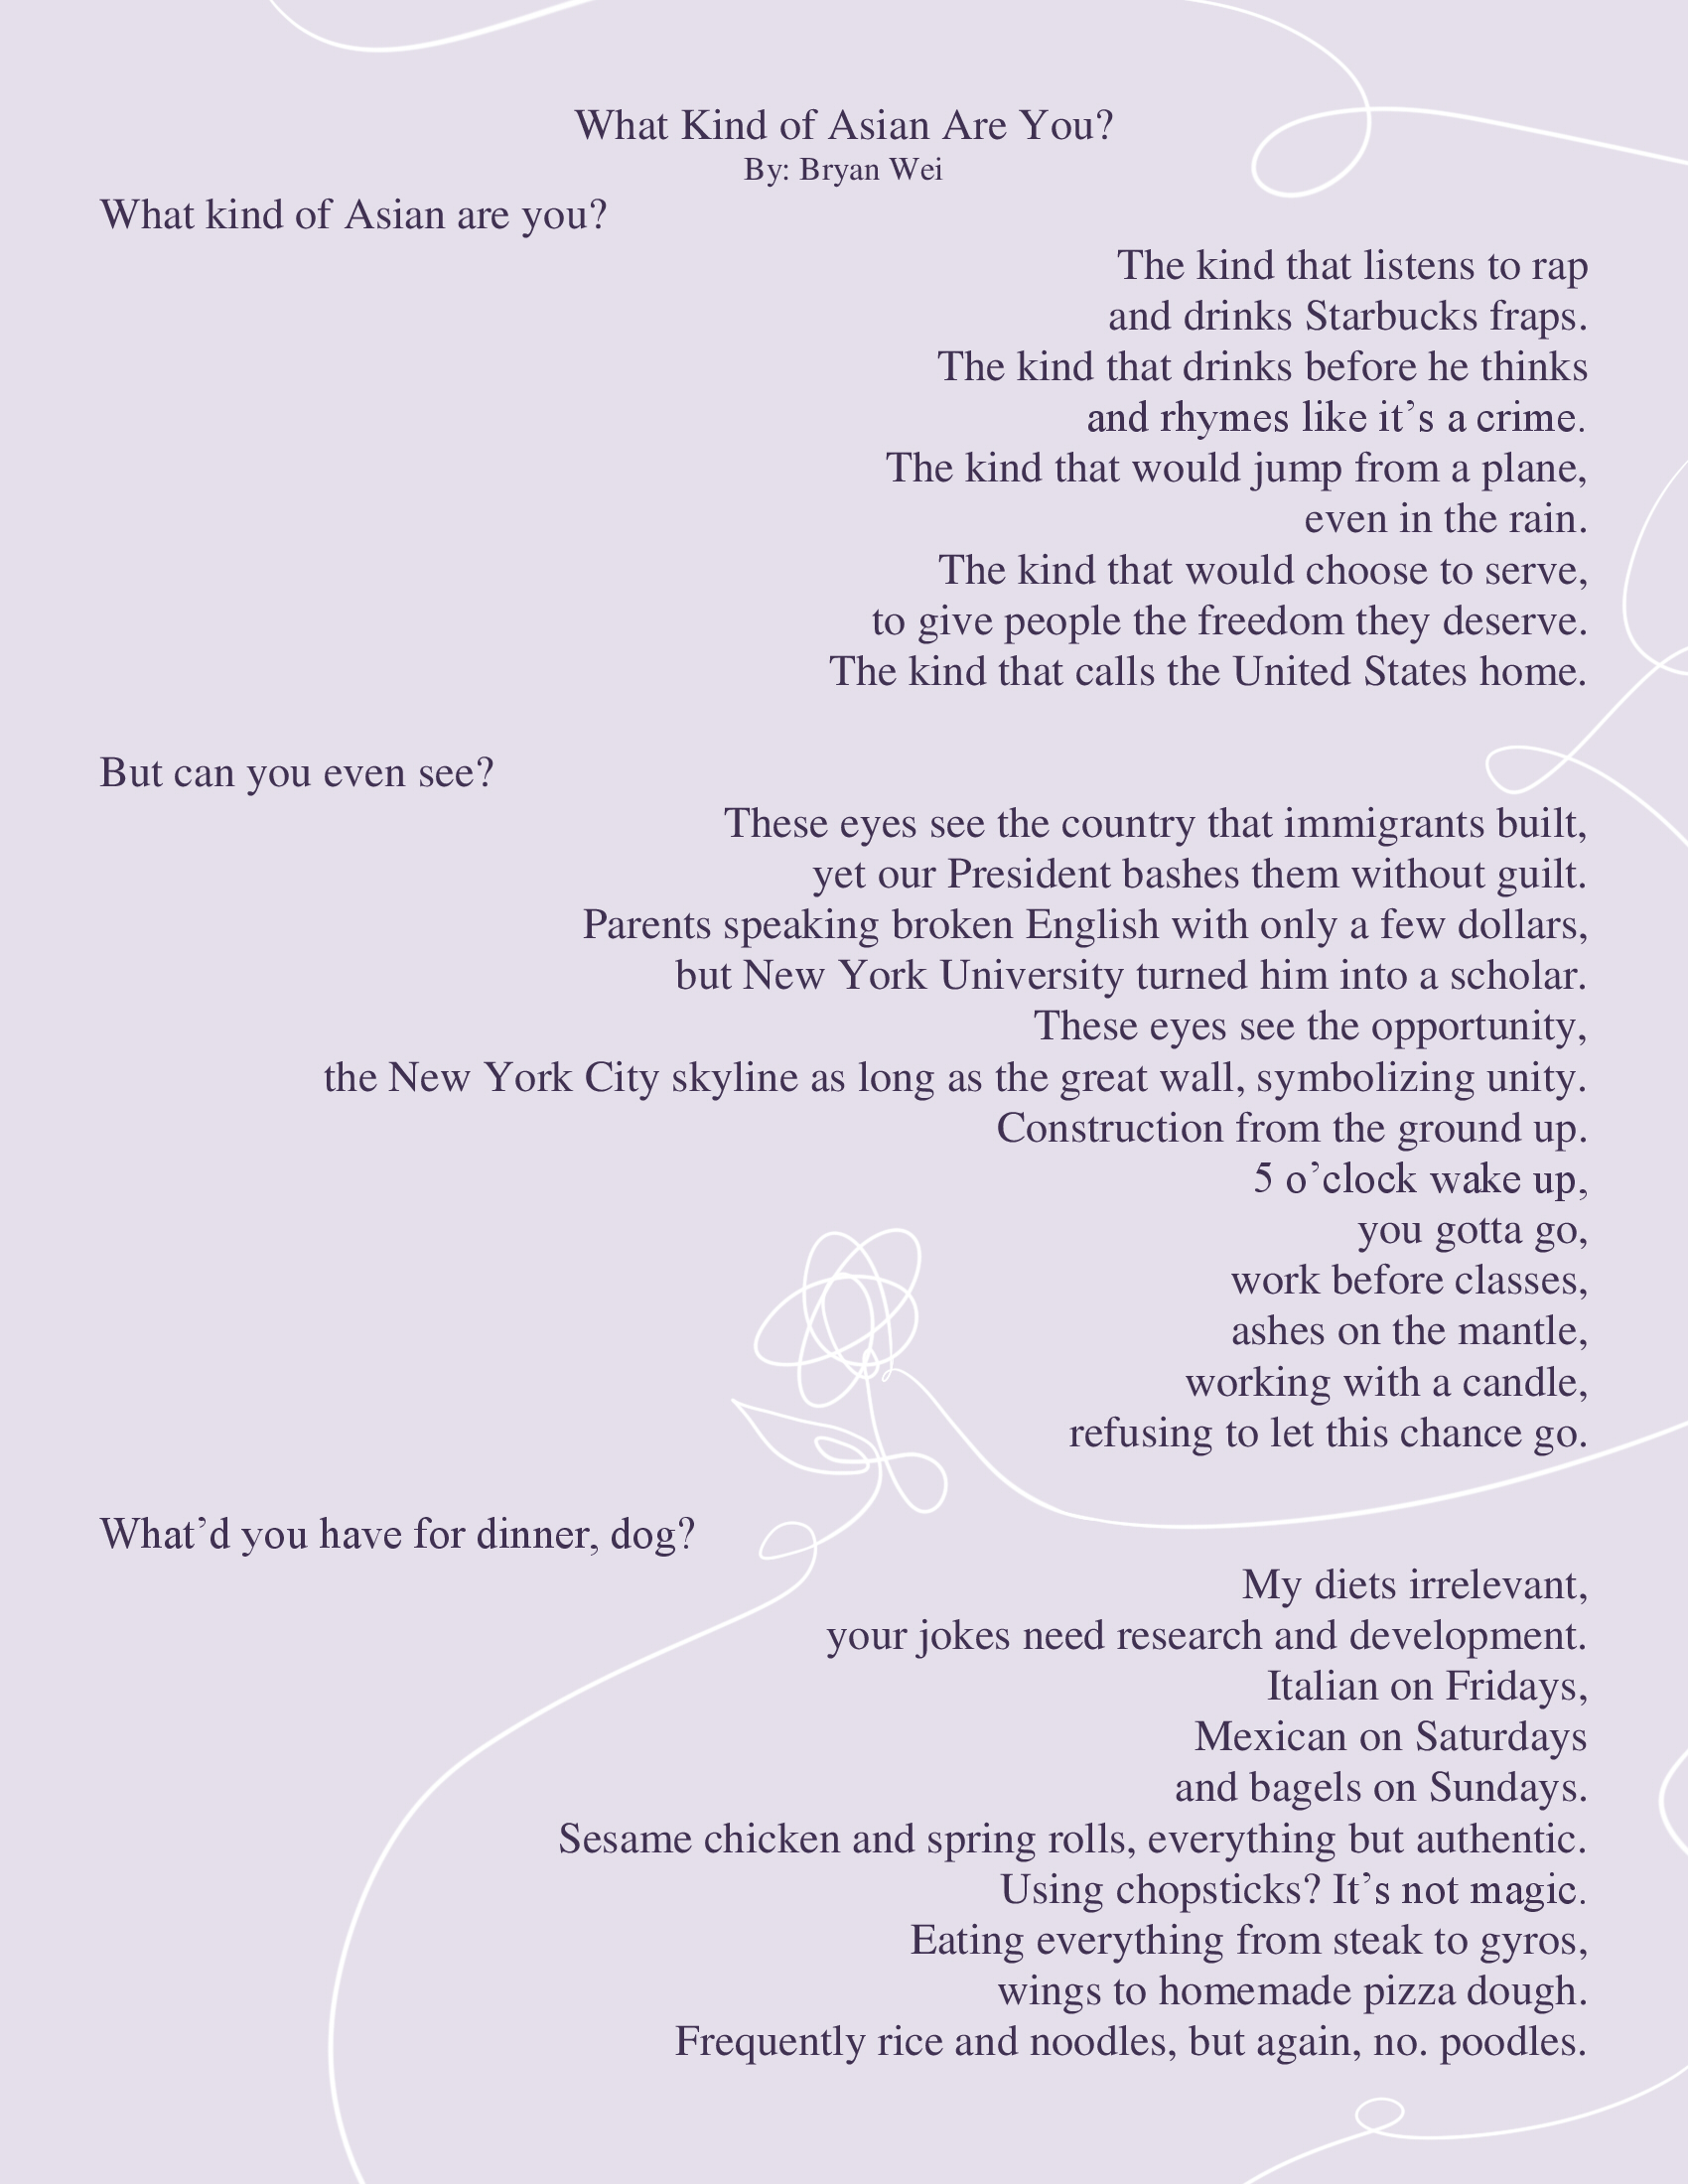 What Kind of Asian Are You?
By: Bryan Wei
What kind of Asian are you?
The kind that listens to rap
and drinks Starbucks fraps.
The kind that drinks before he thinks
and rhymes like it’s a crime.
The kind that would jump from a plane,
even in the rain.
The kind that would choose to serve,
to give people the freedom they deserve.
The kind that calls the United States home.
But can you even see?
These eyes see the country that immigrants built,
yet our President bashes them without guilt.
Parents speaking broken English with only a few dollars,
but New York University turned him into a scholar.
These eyes see the opportunity,
the New York City skyline as long as the great wall, symbolizing unity.
Construction from the ground up.
5 o’clock wake up,
you gotta go,
work before classes,
ashes on the mantle,
working with a candle,
refusing to let this chance go.
What’d you have for dinner, dog?
My diets irrelevant,
your jokes need research and development.
Italian on Fridays,
Mexican on Saturdays
and bagels on Sundays.
Sesame chicken and spring rolls, everything but authentic.
Using chopsticks? It’s not magic.
Eating everything from steak to gyros,
wings to homemade pizza dough.
Frequently rice and noodles, but again, no. poodles.